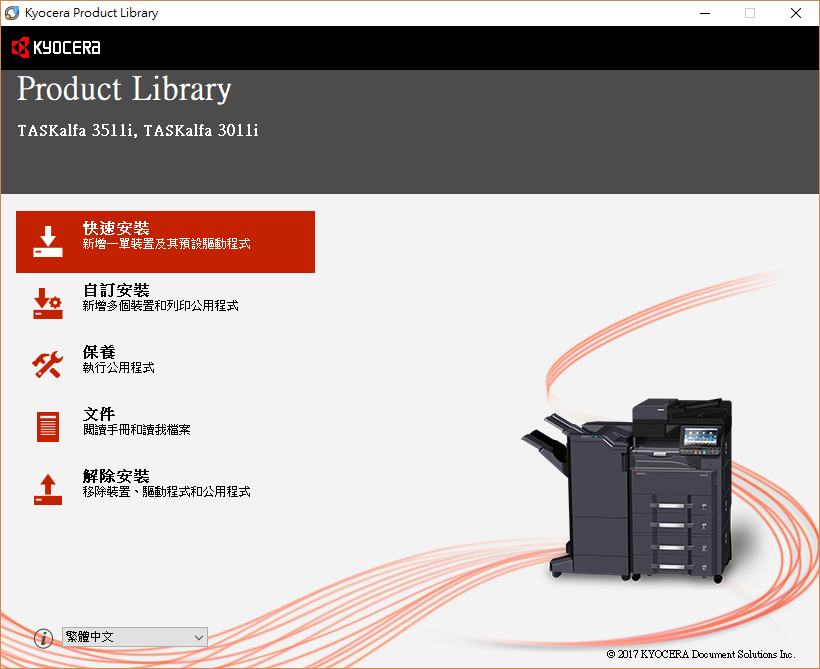 Kyocera Product Library
KYOCERA
Product Library
TASKalfa 3511i, TASKalfa 3011i
快速安裝
新增一單裝置及其預設驅動程式
自訂安裝
新增多個裝置和列印公用程式
保養
執行公用程式
文件
閱讀手冊和讀我檔案
解除安裝
移除裝置、驅動程式和公用程式
i 繁體中文
© 2017 KYOCERA Document Solutions Inc.